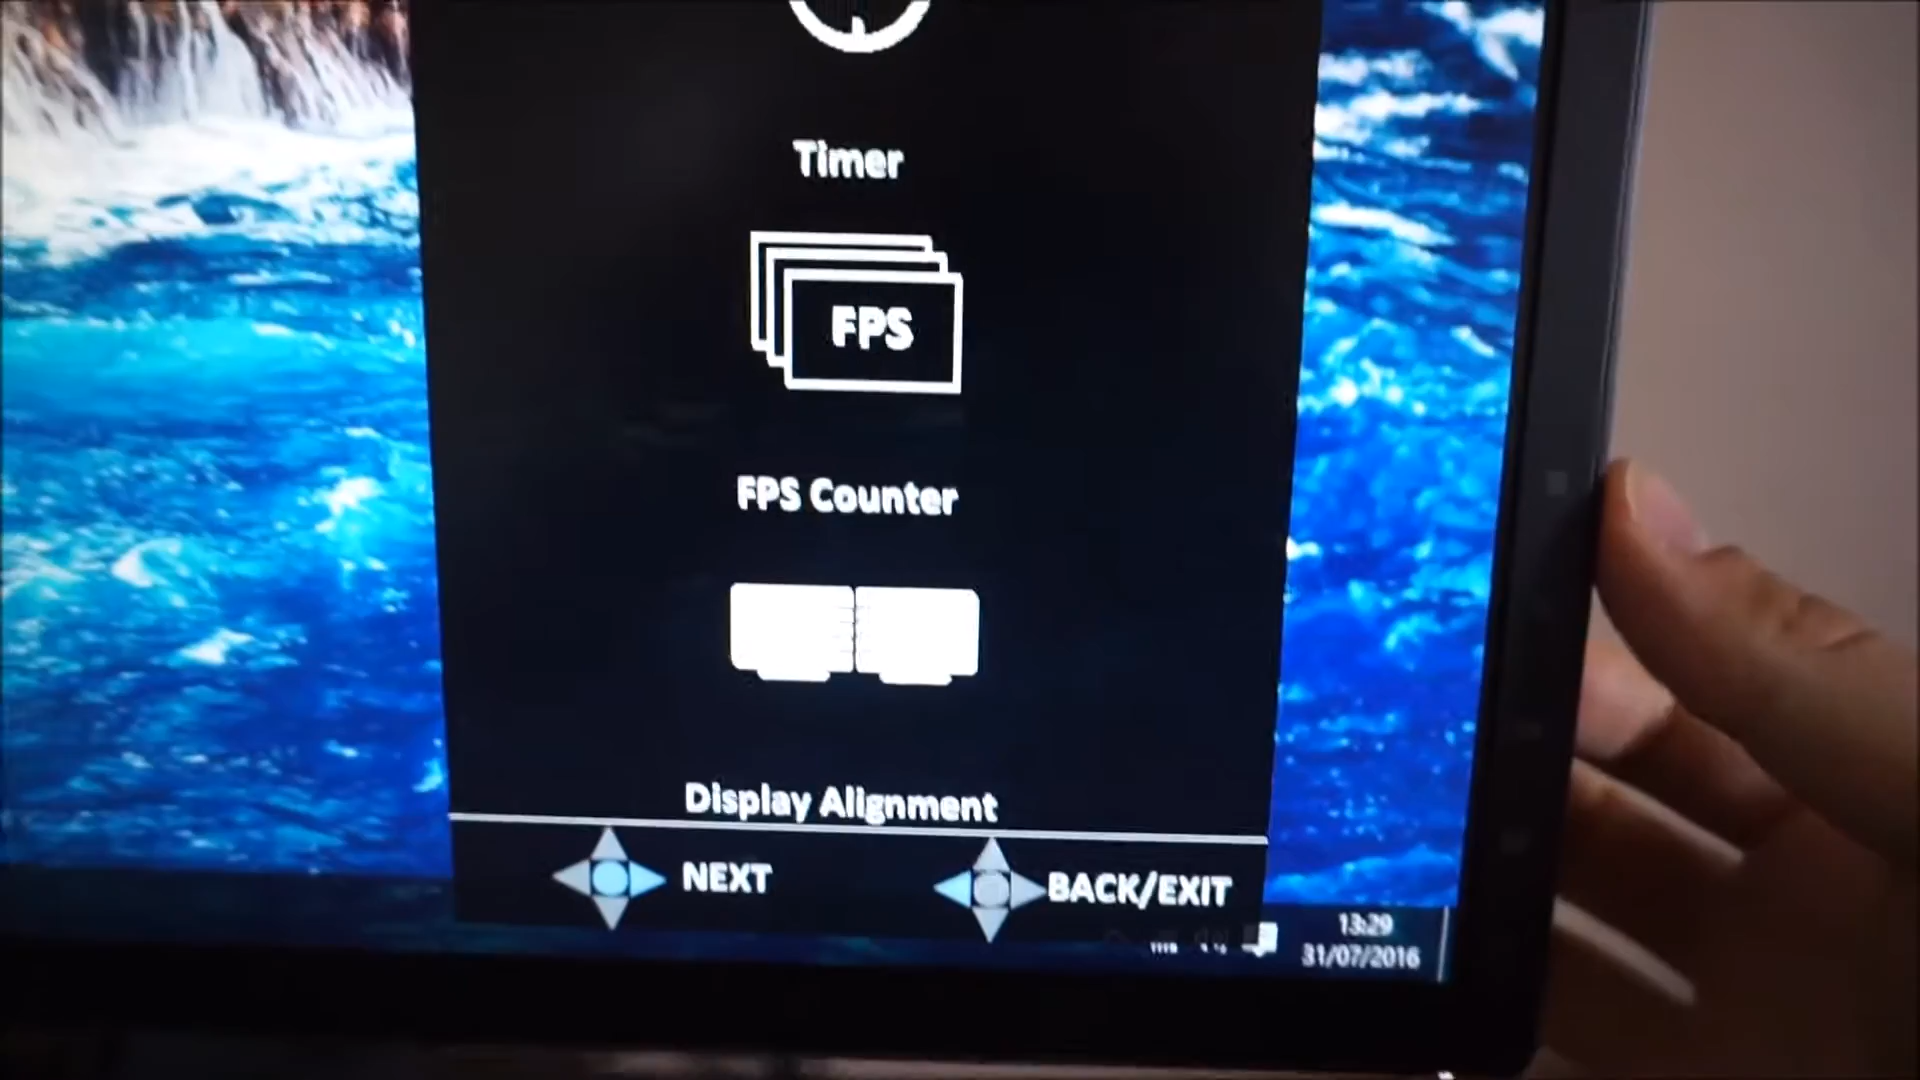 Timer
FPS
FPS Counter
Display Alignment
NEXT
BACK/EXIT
13:29
31/07/2016